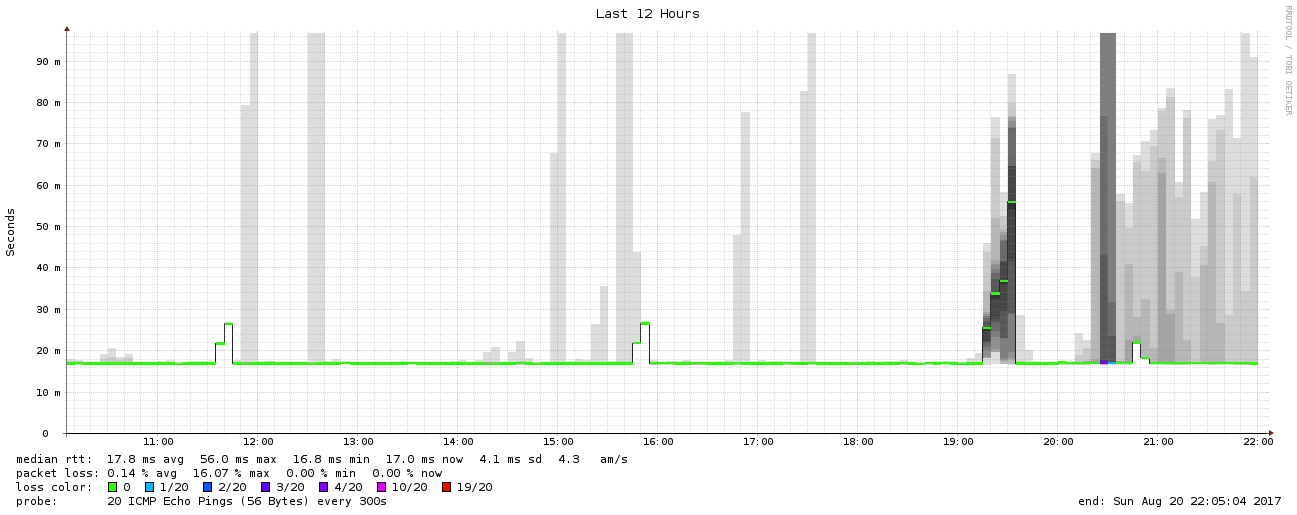 Last 12 Hours
RRDTOOL / TOBI OETIKER
Seconds
90 m
80 m
70 m
60 m
50 m
40 m
30 m
20 m
10 m
0
11:00 12:00 13:00 14:00 15:00 16:00 17:00 18:00 19:00 20:00 21:00 22:00
median rtt: 17.8 ms avg 56.0 ms max 16.8 ms min 17.0 ms now 4.1 ms sd 4.3 am/s
packet loss: 0.14 % avg 16.07 % max 0.00 % min 0.00 % now
loss color: 0 1/20 2/20 3/20 4/20 10/20 19/20
probe: 20 ICMP Echo Pings (56 Bytes) every 300s end: Sun Aug 20 22:05:04 2017